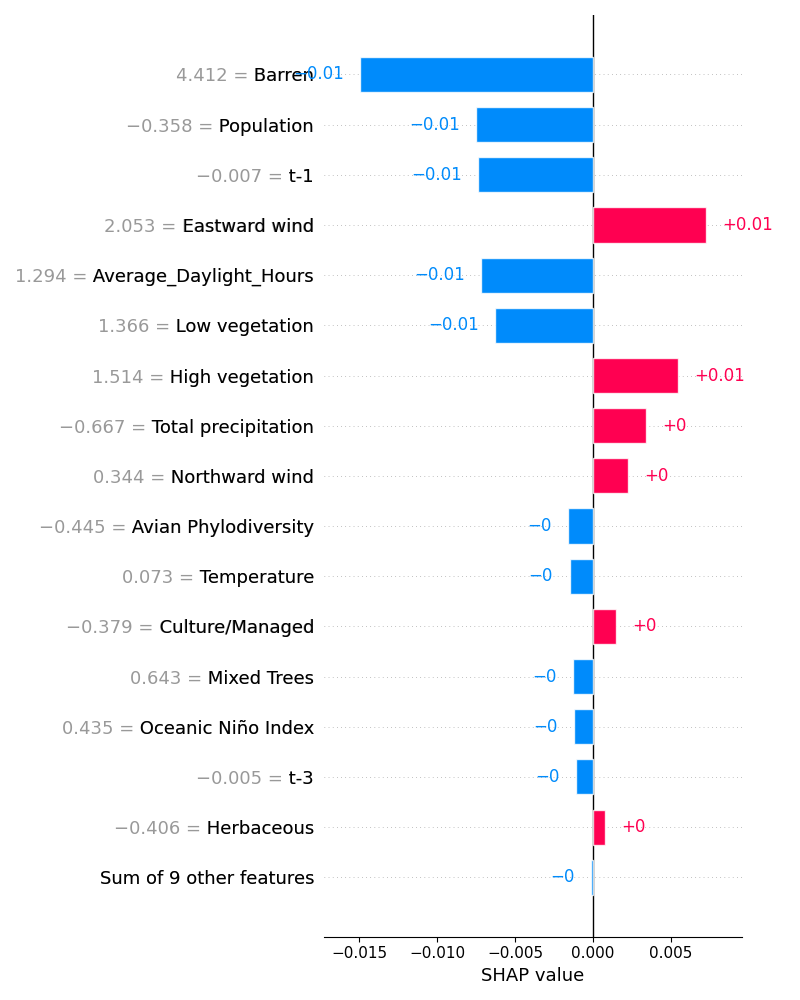 4.412 = Barren −0.01
−0.358 = Population −0.01
−0.007 = t-1 −0.01
2.053 = Eastward wind +0.01
1.294 = Average_Daylight_Hours −0.01
1.366 = Low vegetation −0.01
1.514 = High vegetation +0.01
−0.667 = Total precipitation +0
0.344 = Northward wind +0
−0.445 = Avian Phylodiversity −0
0.073 = Temperature −0
−0.379 = Culture/Managed +0
0.643 = Mixed Trees −0
0.435 = Oceanic Niño Index −0
−0.005 = t-3 −0
−0.406 = Herbaceous +0
Sum of 9 other features −0
−0.015 −0.010 −0.005 0.000 0.005
SHAP value